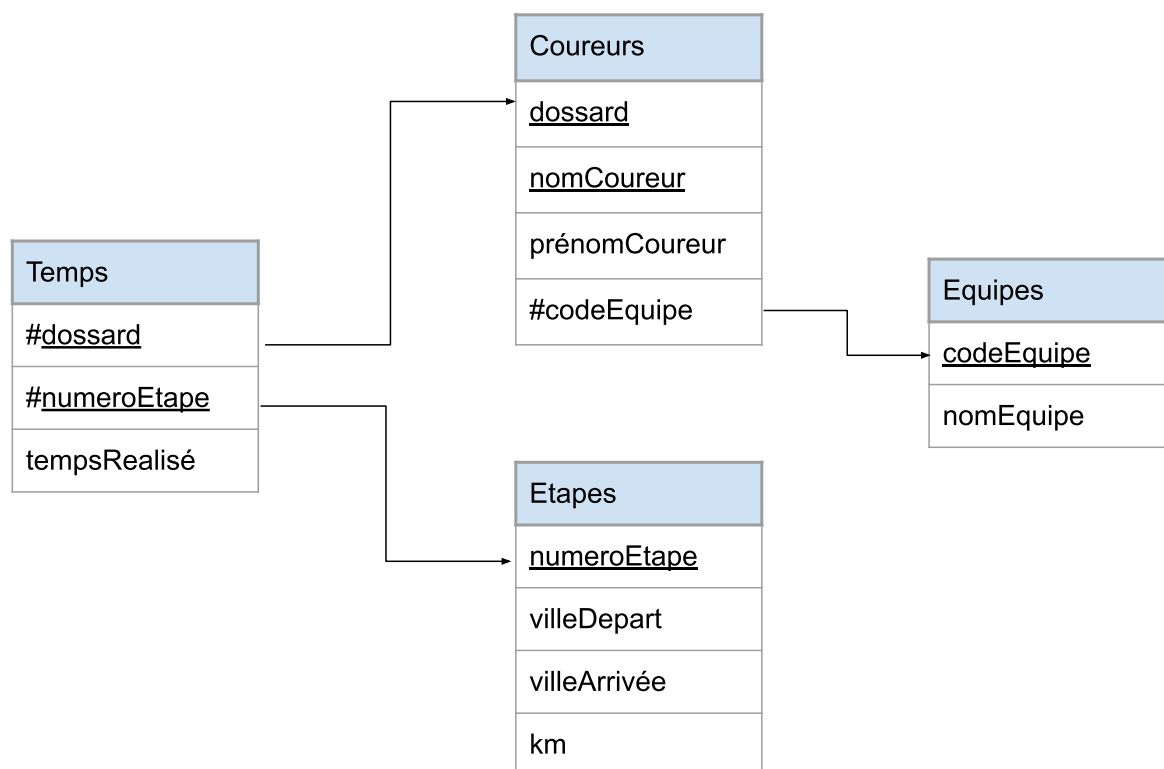 Coureurs
dossard
nomCoureur
prénomCoureur
#codeEquipe
Temps
#dossard
#numeroEtape
tempsRealisé
Equipes
codeEquipe
nomEquipe
Etapes
numeroEtape
villeDepart
villeArrivée
km